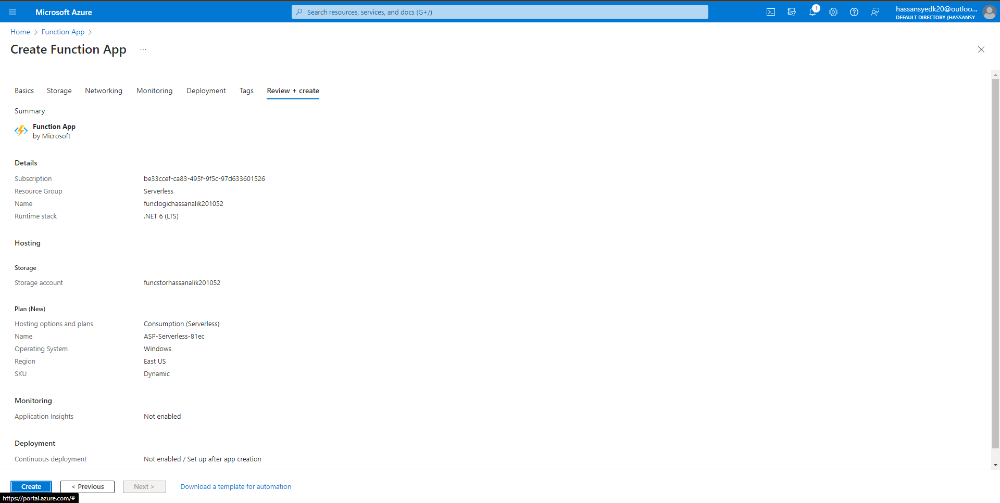 Microsoft Azure
Search resources, services, and docs (G+/)
1
hassansyedk20@outloo...
DEFAULT DIRECTORY (HASSANSY...
Home > Function App >
Create Function App ...
Basics Storage Networking Monitoring Deployment Tags Review + create
Summary
Function App
by Microsoft
Details
Subscription be33ccef-ca83-495f-9f5c-97d633601526
Resource Group Serverless
Name funclogichassanalik201052
Runtime stack .NET 6 (LTS)
Hosting
Storage
Storage account funcstorhassanalik201052
Plan (New)
Hosting options and plans Consumption (Serverless)
Name ASP-Serverless-81ec
Operating System Windows
Region East US
SKU Dynamic
Monitoring
Application Insights Not enabled
Deployment
Continuous deployment Not enabled / Set up after app creation
Create < Previous Next > Download a template for automation
https://portal.azure.com/#